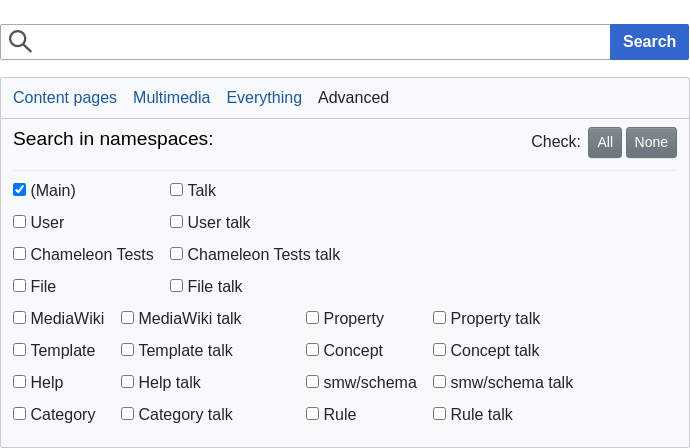 Search
Content pages Multimedia Everything Advanced
Search in namespaces: Check: All None
(Main) Talk
User User talk
Chameleon Tests Chameleon Tests talk
File File talk
MediaWiki MediaWiki talk Property Property talk
Template Template talk Concept Concept talk
Help Help talk smw/schema smw/schema talk
Category Category talk Rule Rule talk